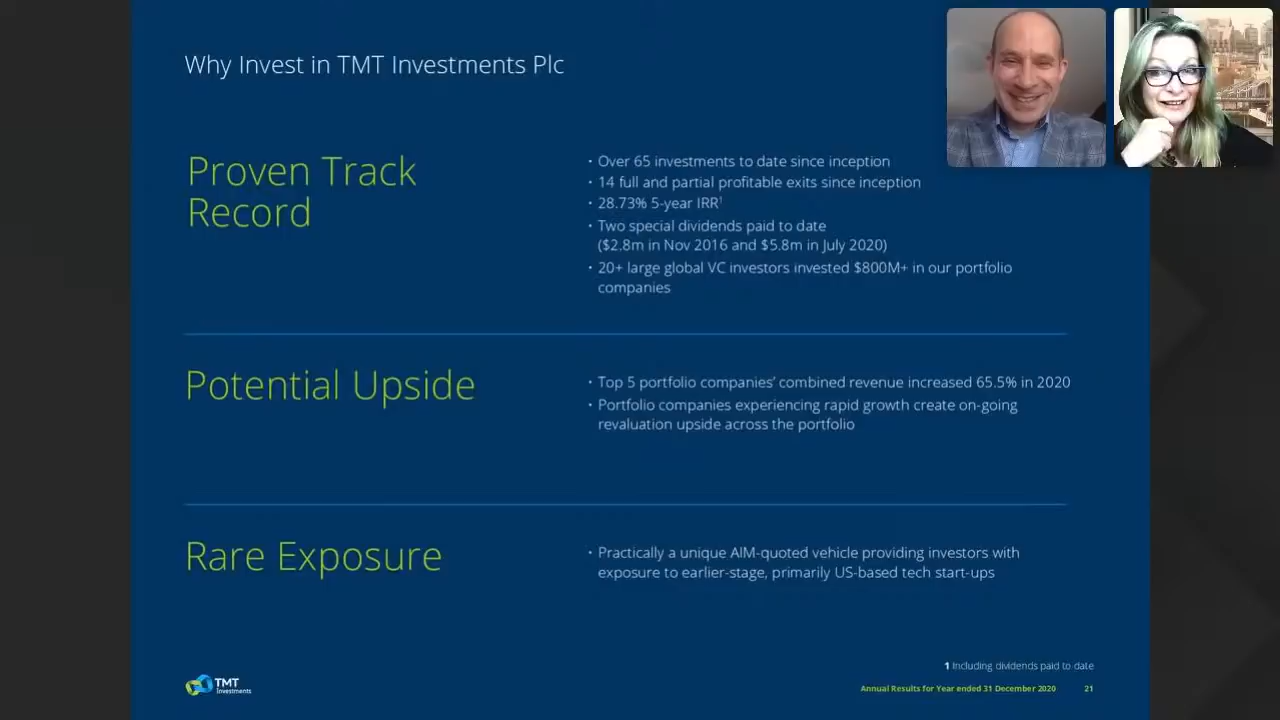 Why Invest in TMT Investments Plc
Proven Track
Record
· Over 65 investments to date since inception
· 14 full and partial profitable exits since inception
· 28.73% 5-year IRR¹
· Two special dividends paid to date
($2.8m in Nov 2016 and $5.8m in July 2020)
· 20+ large global VC investors invested $800M+ in our portfolio
companies
Potential Upside
· Top 5 portfolio companies’ combined revenue increased 65.5% in 2020
· Portfolio companies experiencing rapid growth create on-going
revaluation upside across the portfolio
Rare Exposure
· Practically a unique AIM-quoted vehicle providing investors with
exposure to earlier-stage, primarily US-based tech start-ups
1 Including dividends paid to date
TMT
Investments
Annual Results for Year ended 31 December 2020 21